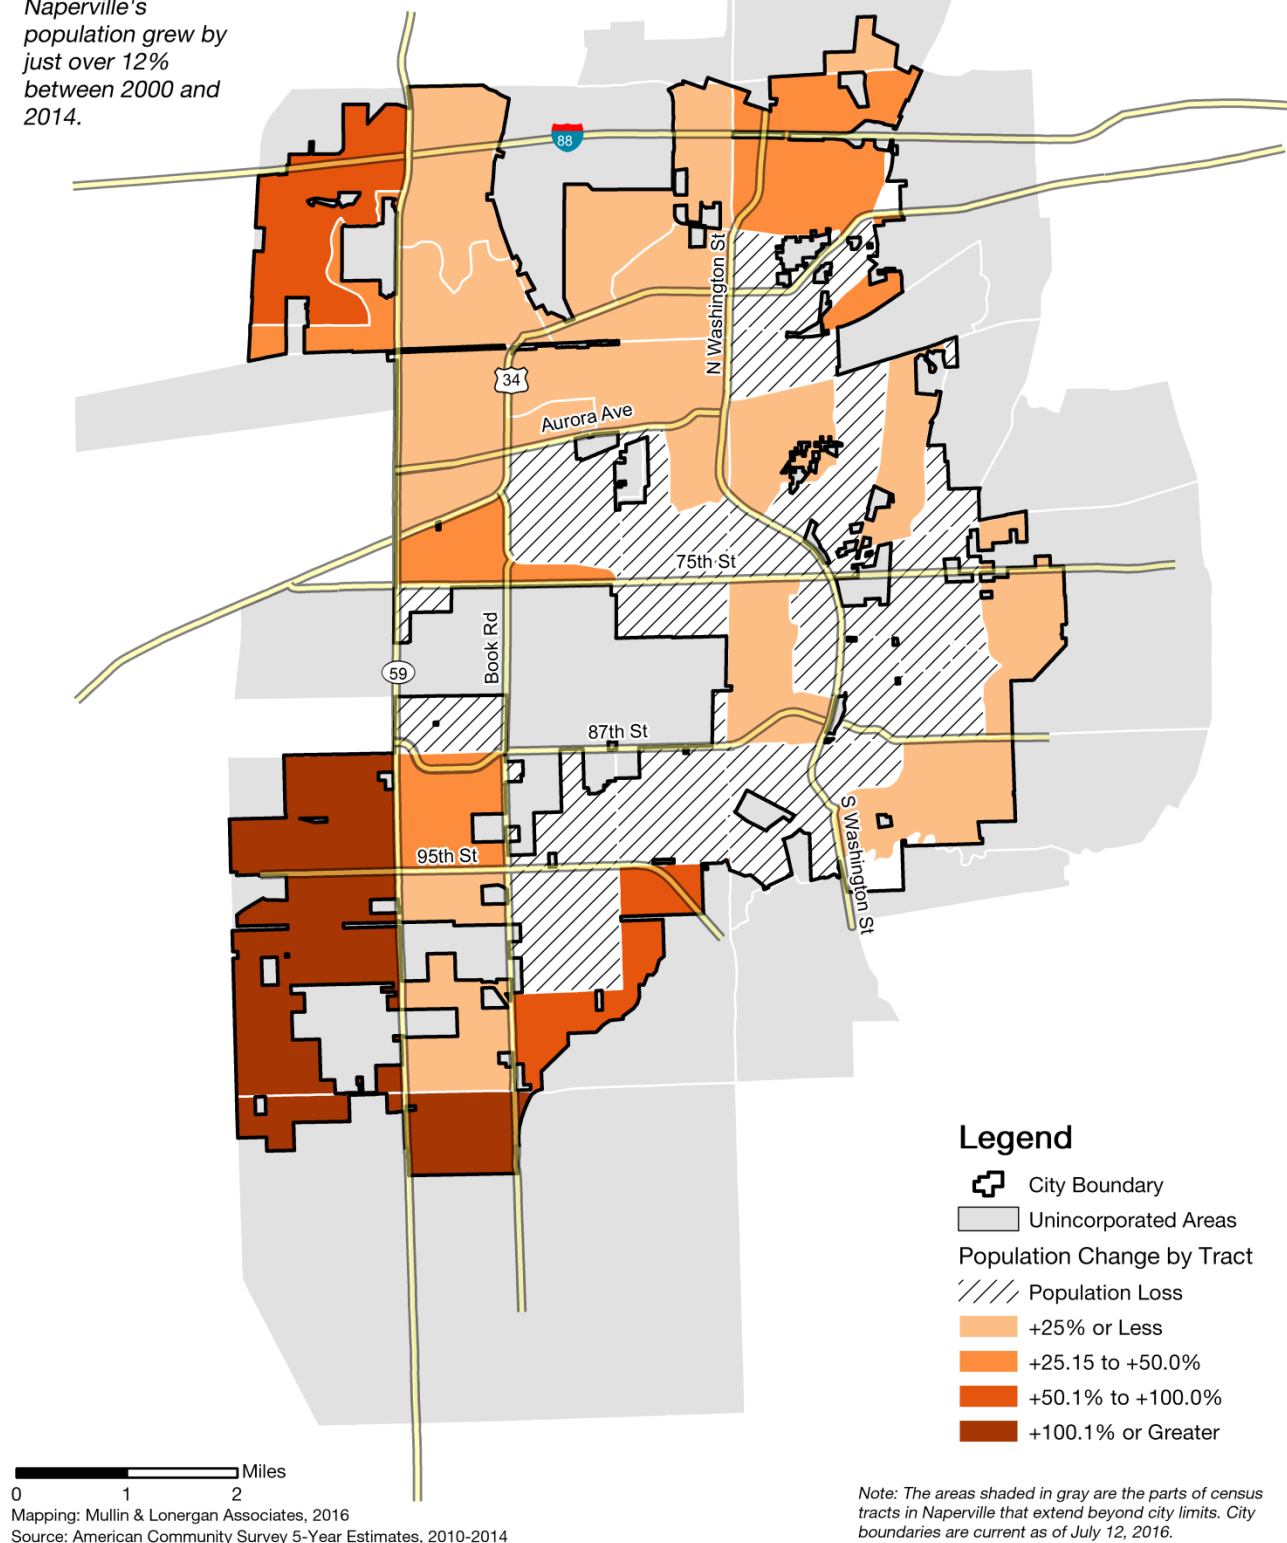 Naperville's
population grew by
just over 12%
between 2000 and
2014.
88
N Washington St
34
Aurora Ave
75th St
Book Rd
59
87th St
S Washington St
95th St
Legend
City Boundary
Unincorporated Areas
Population Change by Tract
Population Loss
+25% or Less
+25.15 to +50.0%
+50.1% to +100.0%
+100.1% or Greater
Miles
0 1 2
Mapping: Mullin & Lonergan Associates, 2016
Source: American Community Survey 5-Year Estimates, 2010-2014
Note: The areas shaded in gray are the parts of census
tracts in Naperville that extend beyond city limits. City
boundaries are current as of July 12, 2016.